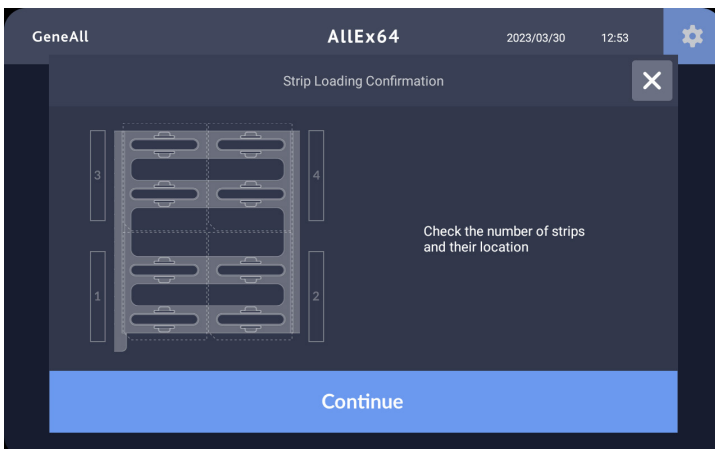 GeneAll
AllEx64
2023/03/30
12:53
Strip Loading Confirmation
3
4
Check the number of strips
and their location
1
2
Continue